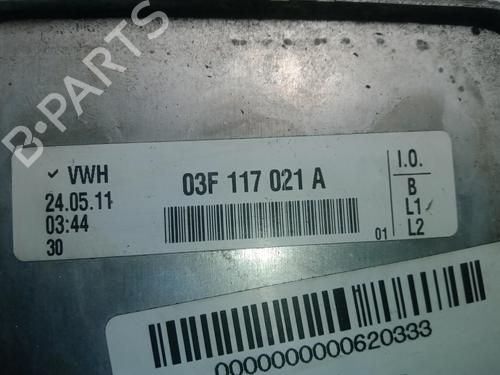 B-PARTS
✓ VWH
24.05.11
03:44
30
03F 117 021 A
01
I.O.
B
L1
L2
0000000000620333